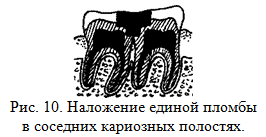 Рис. 10. Наложение единой пломбы
в соседних кариозных полостях.